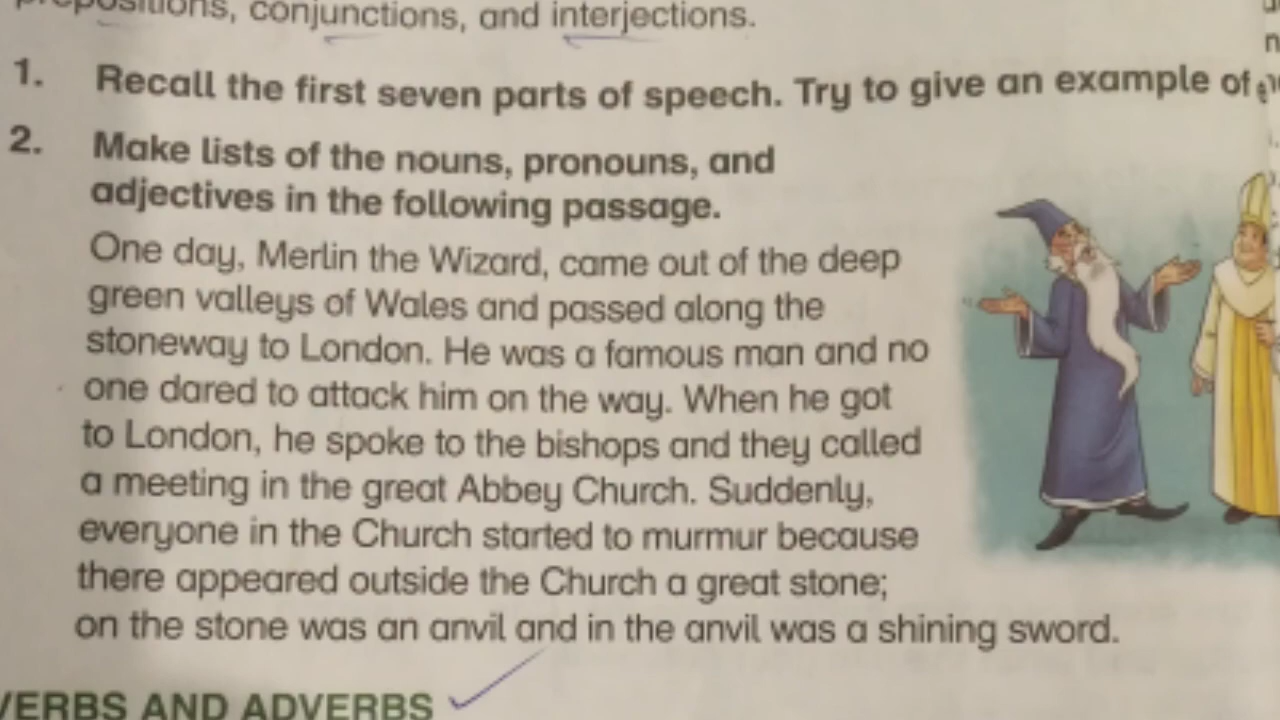 prepositions, conjunctions, and interjections.
1. Recall the first seven parts of speech. Try to give an example of
2. Make lists of the nouns, pronouns, and
adjectives in the following passage.
One day, Merlin the Wizard, came out of the deep
green valleys of Wales and passed along the
stoneway to London. He was a famous man and no
one dared to attack him on the way. When he got
to London, he spoke to the bishops and they called
a meeting in the great Abbey Church. Suddenly,
everyone in the Church started to murmur because
there appeared outside the Church a great stone;
on the stone was an anvil and in the anvil was a shining sword.
VERBS AND ADVERBS